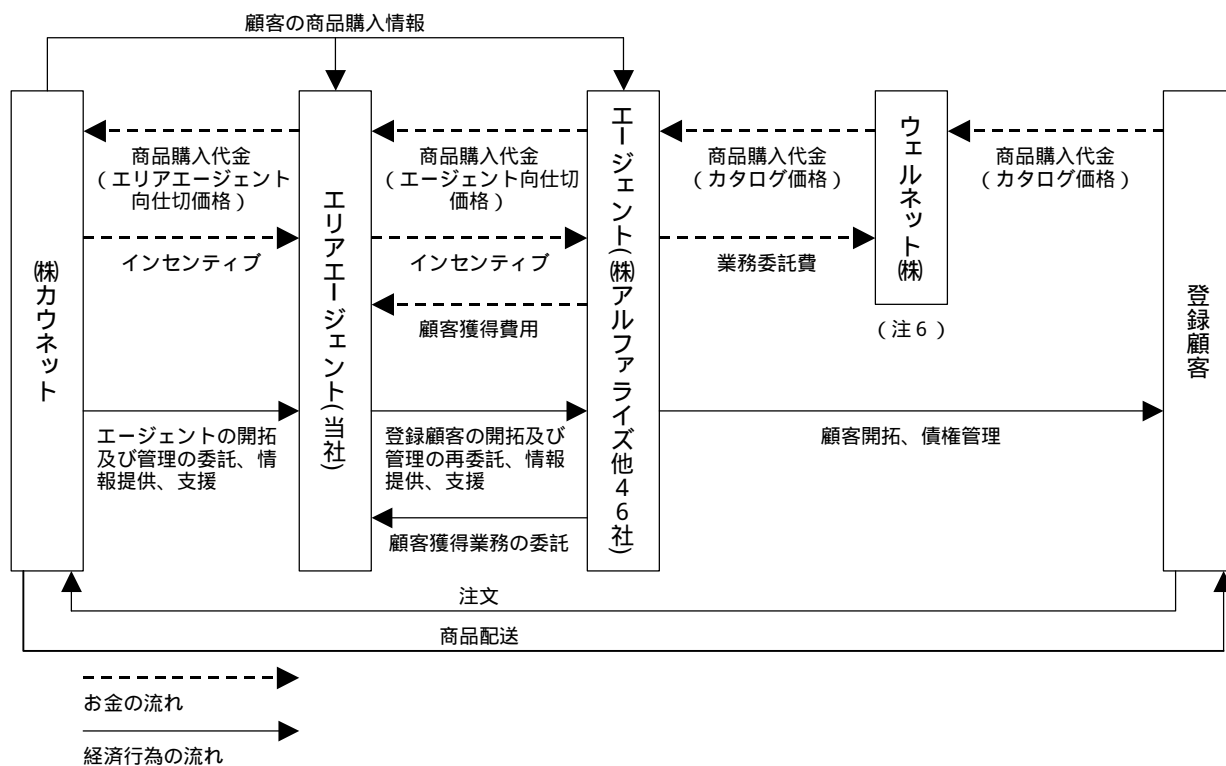 顧客の商品購入情報
㈱カウネット
エリアエージェント(当社)
エージェント(㈱アルファライズ他46社)
ウェルネット㈱
登録顧客
商品購入代金
（エリアエージェント
向仕切価格）
商品購入代金
（エージェント向仕切
価格）
商品購入代金
（カタログ価格）
商品購入代金
（カタログ価格）
インセンティブ
インセンティブ
業務委託費
顧客獲得費用
（注６）
エージェントの開拓
及び管理の委託、情
報提供、支援
登録顧客の開拓及び
管理の再委託、情報
提供、支援
顧客開拓、債権管理
顧客獲得業務の委託
注文
商品配送
お金の流れ
経済行為の流れ